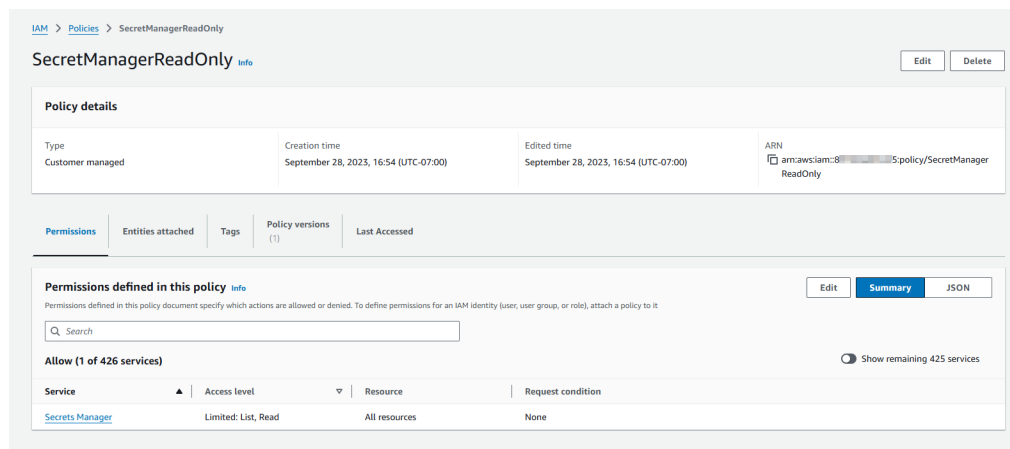 IAM > Policies > SecretManagerReadOnly
SecretManagerReadOnly Info
Edit
Delete
Policy details
Type
Customer managed
Creation time
September 28, 2023, 16:54 (UTC-07:00)
Edited time
September 28, 2023, 16:54 (UTC-07:00)
ARN
arn:aws:iam::8 5:policy/SecretManager
ReadOnly
Permissions
Entities attached
Tags
Policy versions
(1)
Last Accessed
Permissions defined in this policy Info
Edit
Summary
JSON
Permissions defined in this policy document specify which actions are allowed or denied. To define permissions for an IAM identity (user, user group, or role), attach a policy to it
Search
Allow (1 of 426 services)
Show remaining 425 services
Service Access level Resource Request condition
Secrets Manager Limited: List, Read All resources None